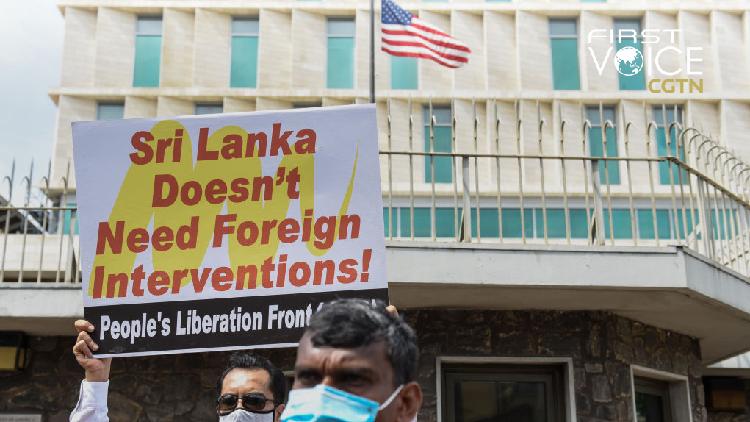 FIRST
VOICE
CGTN
Sri Lanka
Doesn't
Need Foreign
Interventions!
People's Liberation Front